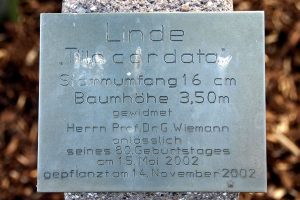 Linde
„Tilia cordata"
Stammumfang 16 cm
Baumhöhe 3,50m
gewidmet
Herrn Prof. Dr. G. Wiemann
anlässlich
seines 80. Geburtstages
am 15. Mai 2002
gepflanzt am 14. November 2002